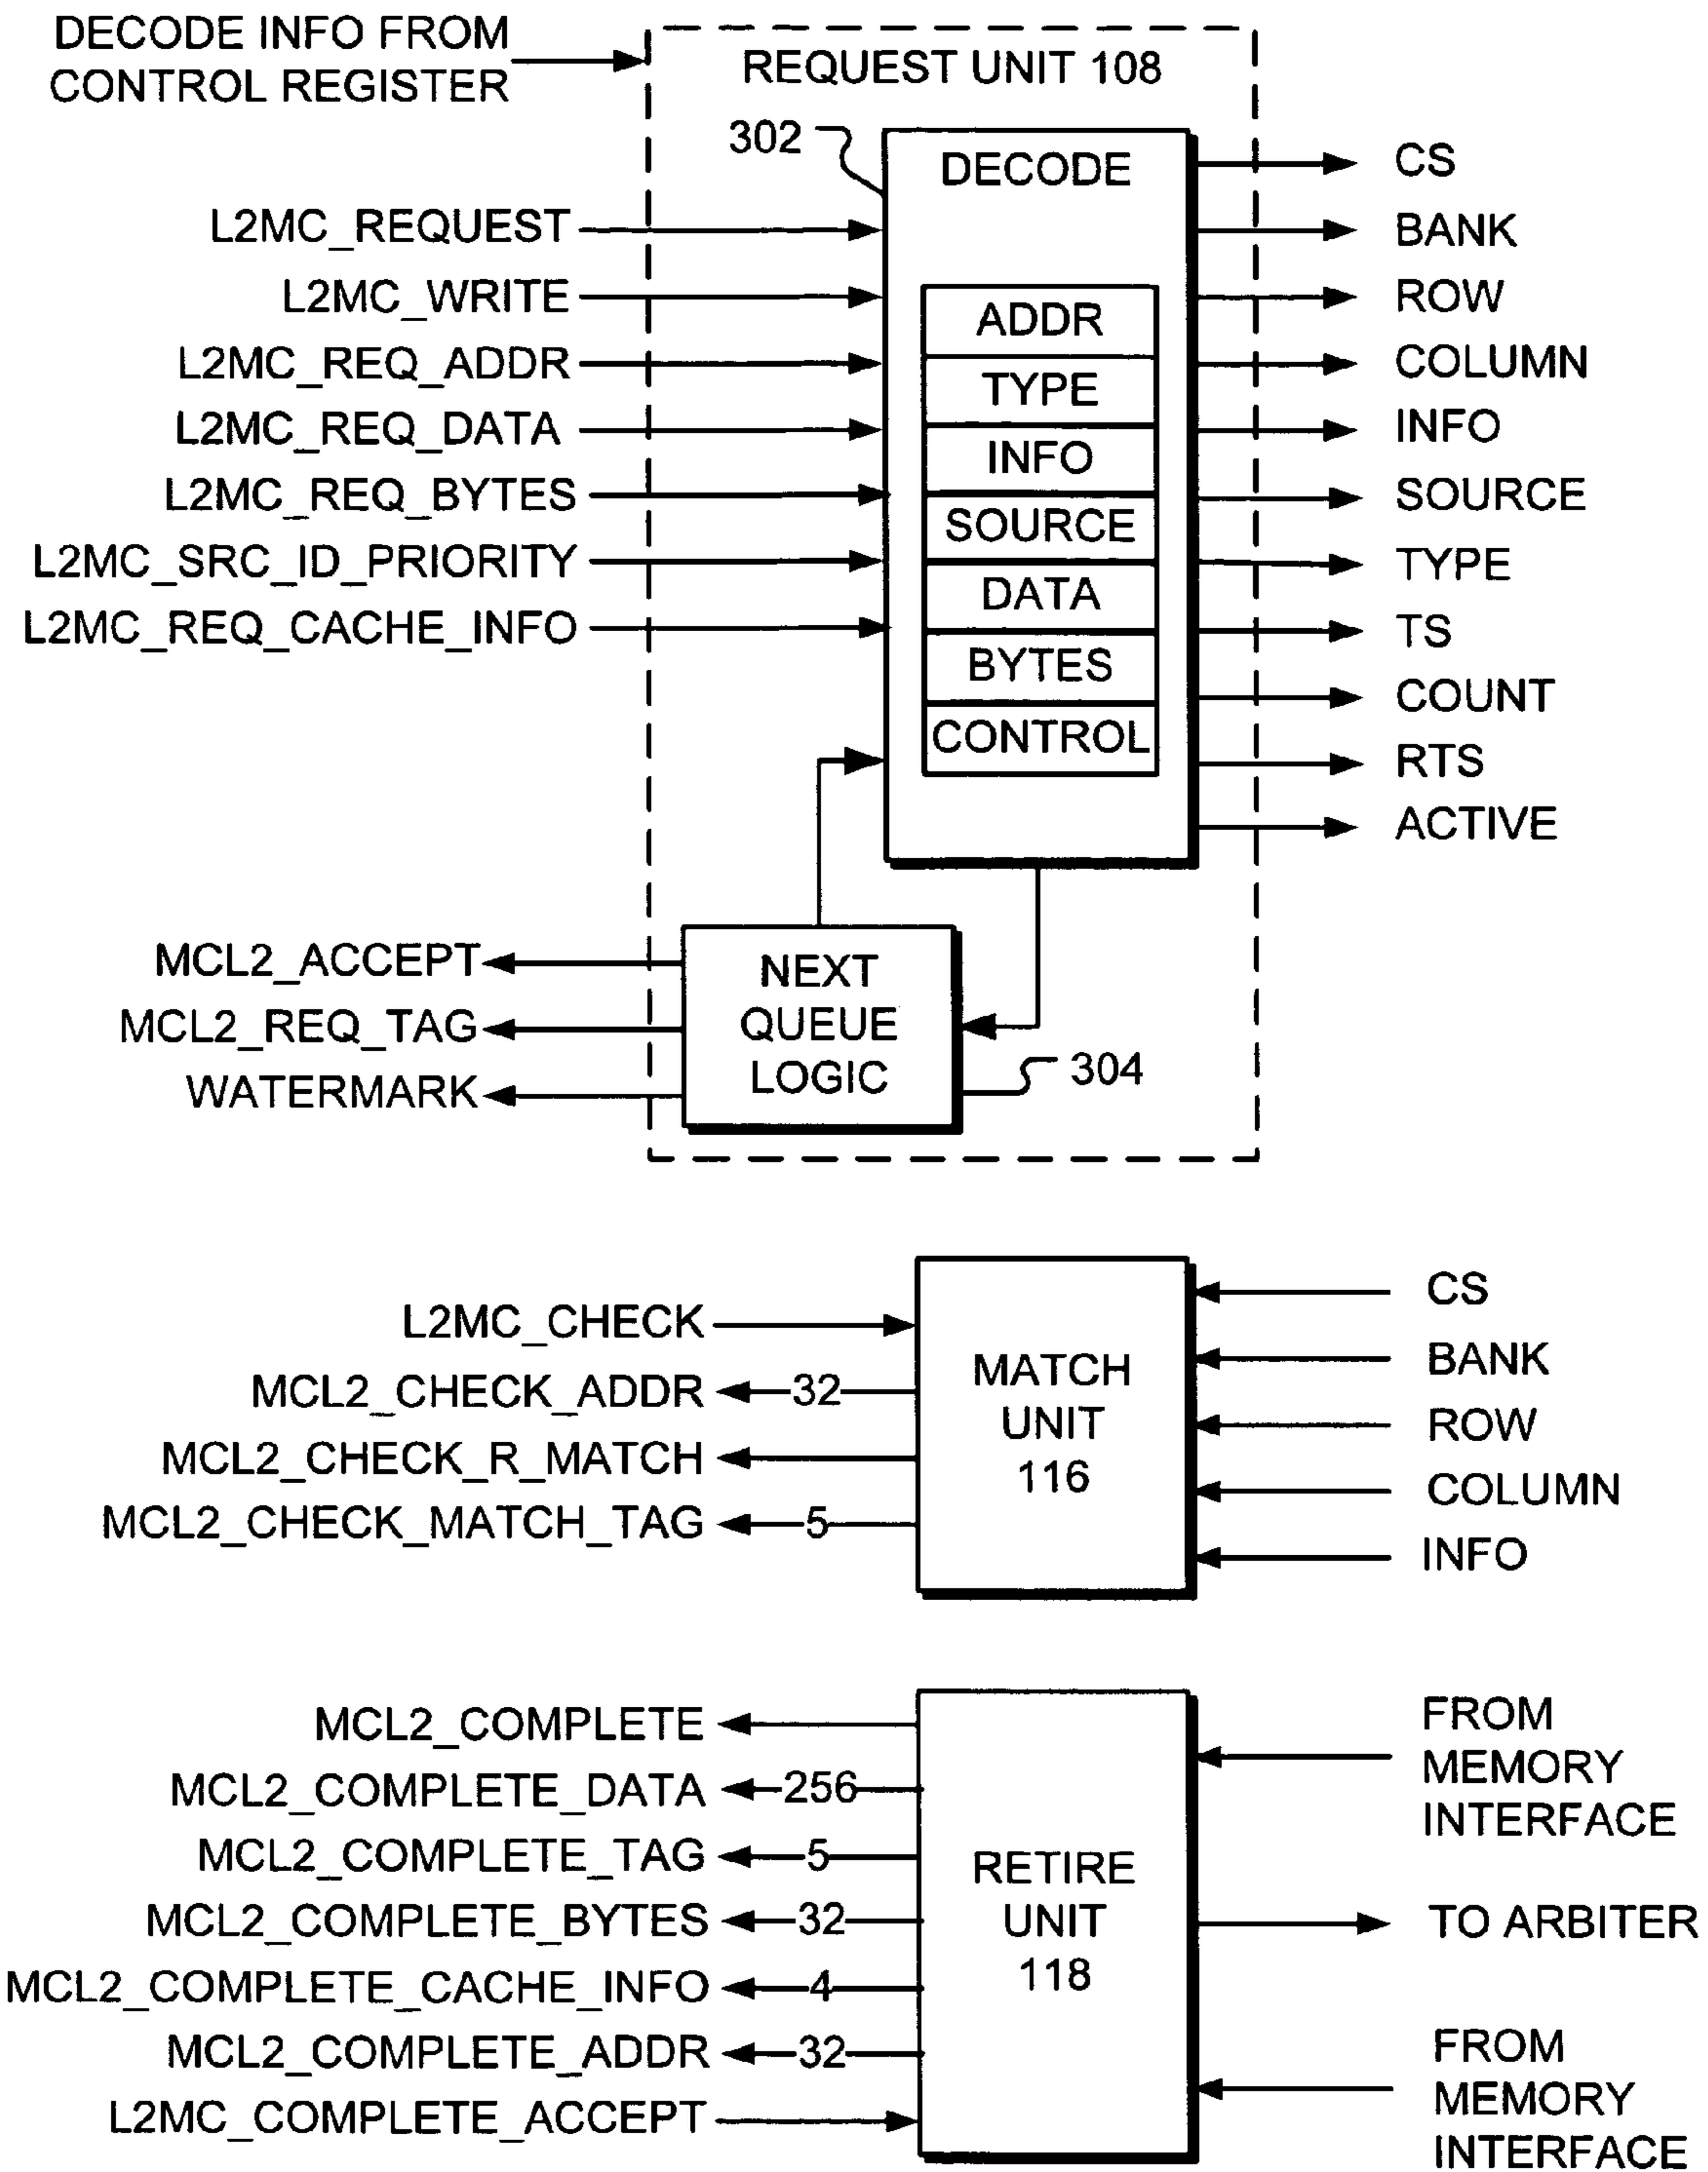 DECODE INFO FROM
CONTROL REGISTER
REQUEST UNIT 108
302
DECODE
L2MC_REQUEST
L2MC_WRITE
L2MC_REQ_ADDR
L2MC_REQ_DATA
L2MC_REQ_BYTES
L2MC_SRC_ID_PRIORITY
L2MC_REQ_CACHE_INFO
ADDR
TYPE
INFO
SOURCE
DATA
BYTES
CONTROL
CS
BANK
ROW
COLUMN
INFO
SOURCE
TYPE
TS
COUNT
RTS
ACTIVE
MCL2_ACCEPT
MCL2_REQ_TAG
WATERMARK
NEXT
QUEUE
LOGIC
304
L2MC_CHECK
MCL2_CHECK_ADDR
32
MCL2_CHECK_R_MATCH
MCL2_CHECK_MATCH_TAG
5
MATCH
UNIT
116
CS
BANK
ROW
COLUMN
INFO
MCL2_COMPLETE
MCL2_COMPLETE_DATA
256
MCL2_COMPLETE_TAG
5
MCL2_COMPLETE_BYTES
32
MCL2_COMPLETE_CACHE_INFO
4
MCL2_COMPLETE_ADDR
32
L2MC_COMPLETE_ACCEPT
RETIRE
UNIT
118
FROM
MEMORY
INTERFACE
TO ARBITER
FROM
MEMORY
INTERFACE